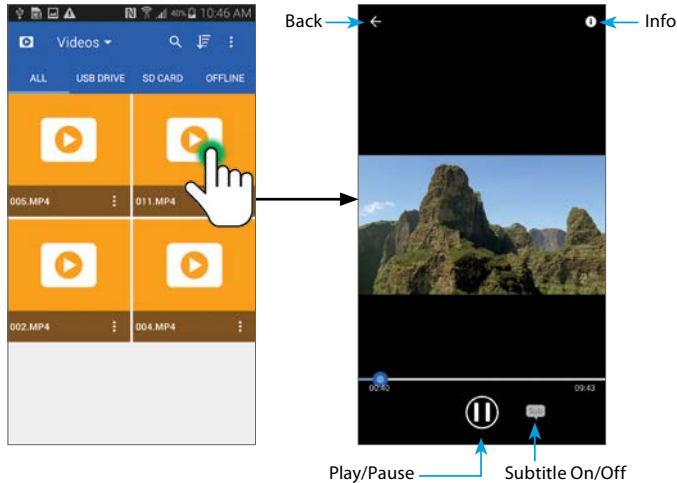 40% 10:46 AM
Videos
ALL USB DRIVE SD CARD OFFLINE
005.MP4
011.MP4
002.MP4
004.MP4
Back
Info
00:40
09:43
Sub
Play/Pause
Subtitle On/Off